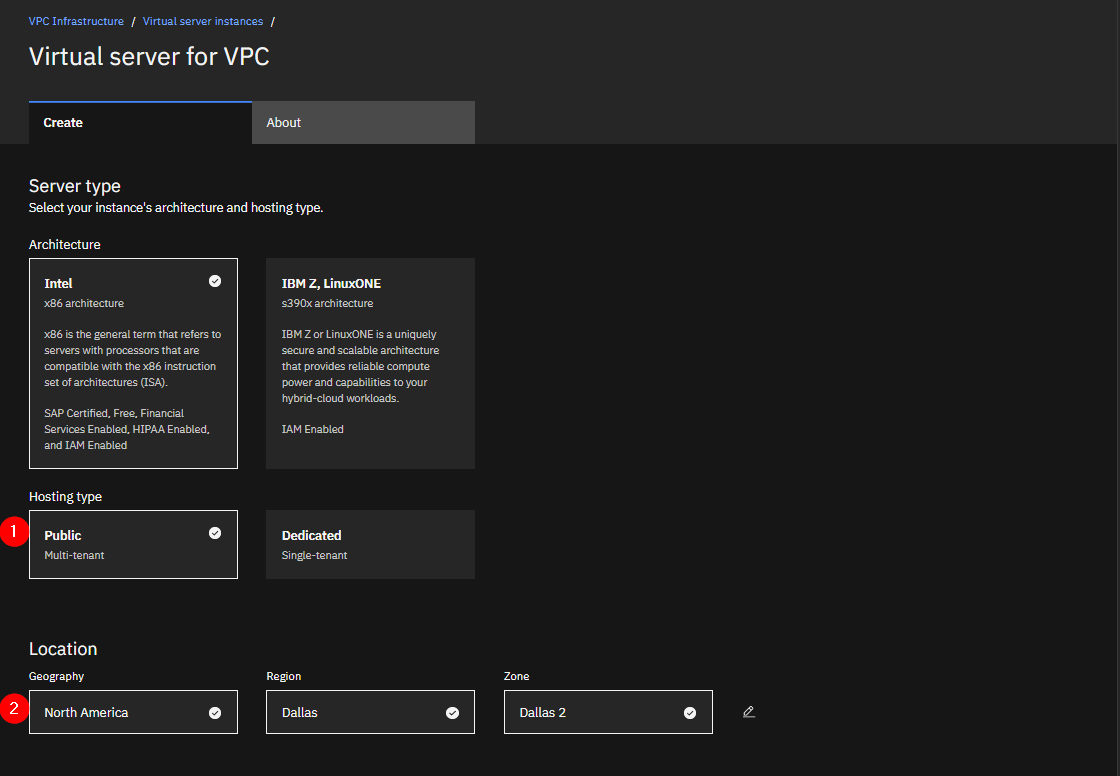 VPC Infrastructure / Virtual server instances /
Virtual server for VPC
Create
About
Server type
Select your instance's architecture and hosting type.
Architecture
Intel
x86 architecture
x86 is the general term that refers to
servers with processors that are
compatible with the x86 instruction
set of architectures (ISA).
SAP Certified, Free, Financial
Services Enabled, HIPAA Enabled,
and IAM Enabled
IBM Z, LinuxONE
s390x architecture
IBM Z or LinuxONE is a uniquely
secure and scalable architecture
that provides reliable compute
power and capabilities to your
hybrid-cloud workloads.
IAM Enabled
Hosting type
1
Public
Multi-tenant
Dedicated
Single-tenant
Location
Geography
Region
Zone
2
North America
Dallas
Dallas 2